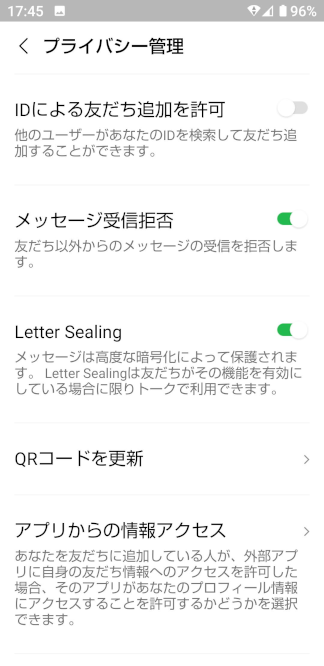 17:45 96%
プライバシー管理
IDによる友だち追加を許可
他のユーザーがあなたのIDを検索して友だち追
加することができます。
メッセージ受信拒否
友だち以外からのメッセージの受信を拒否しま
す。
Letter Sealing
メッセージは高度な暗号化によって保護されま
す。 Letter Sealingは友だちがその機能を有効に
している場合に限りトークで利用できます。
QRコードを更新
アプリからの情報アクセス
あなたを友だちに追加している人が、外部アプ
リに自身の友だち情報へのアクセスを許可した
場合、そのアプリがあなたのプロフィール情報
にアクセスすることを許可するかどうかを選択
できます。